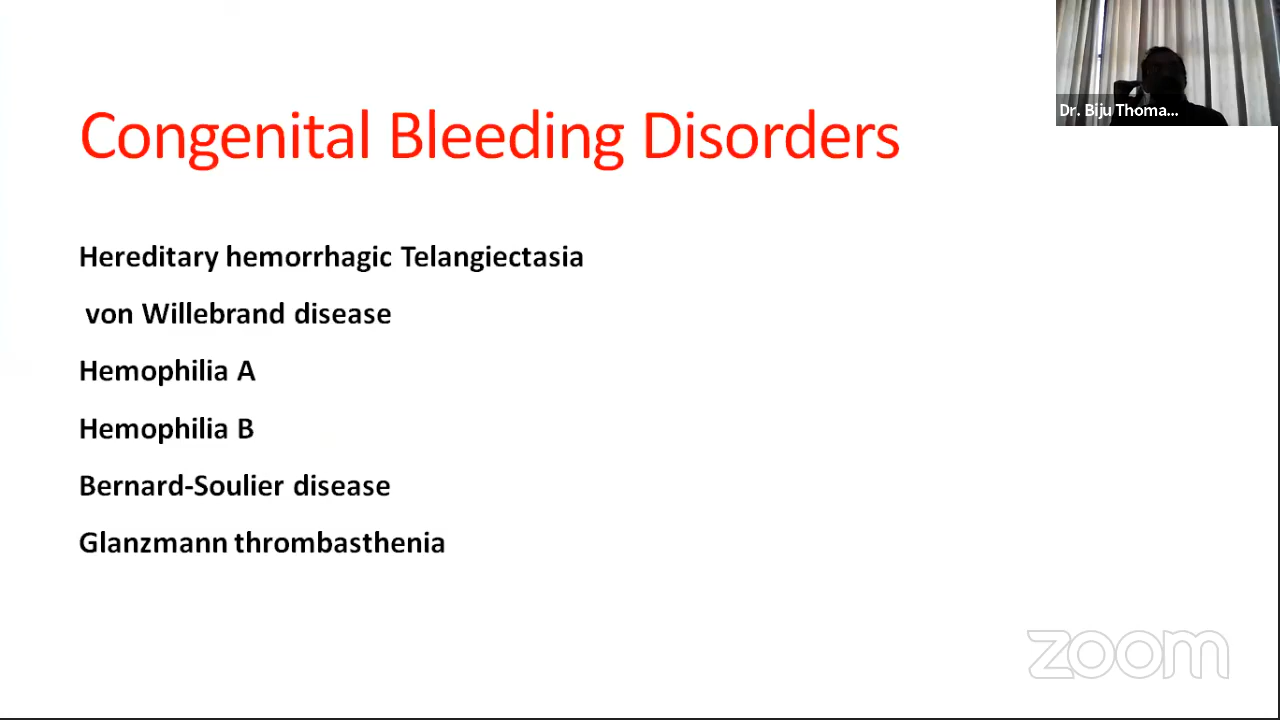 Dr. Biju Thoma...
Congenital Bleeding Disorders
Hereditary hemorrhagic Telangiectasia
von Willebrand disease
Hemophilia A
Hemophilia B
Bernard-Soulier disease
Glanzmann thrombasthenia
zoom